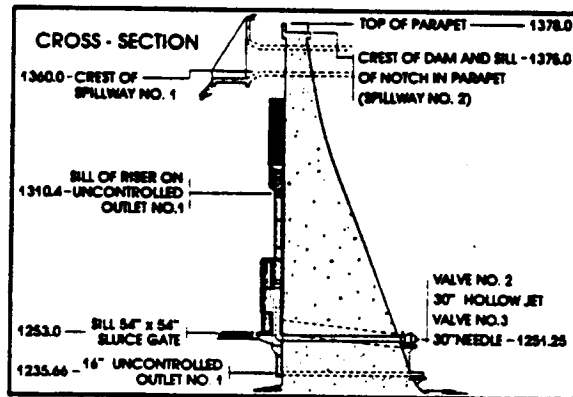 CROSS - SECTION
TOP OF PARAPET — 1378.0
CREST OF DAM AND SILL - 1375.0
OF NOTCH IN PARAPET
(SPILLWAY NO. 2)
1360.0 - CREST OF
SPILLWAY NO. 1
SILL OF RISER ON
1310.4 - UNCONTROLLED
OUTLET NO.1
VALVE NO. 2
30" HOLLOW JET
VALVE NO.3
30" NEEDLE - 1251.25
1253.0 — SILL 54" x 54"
SLUICE GATE
1235.66 - 16" UNCONTROLLED
OUTLET NO. 1